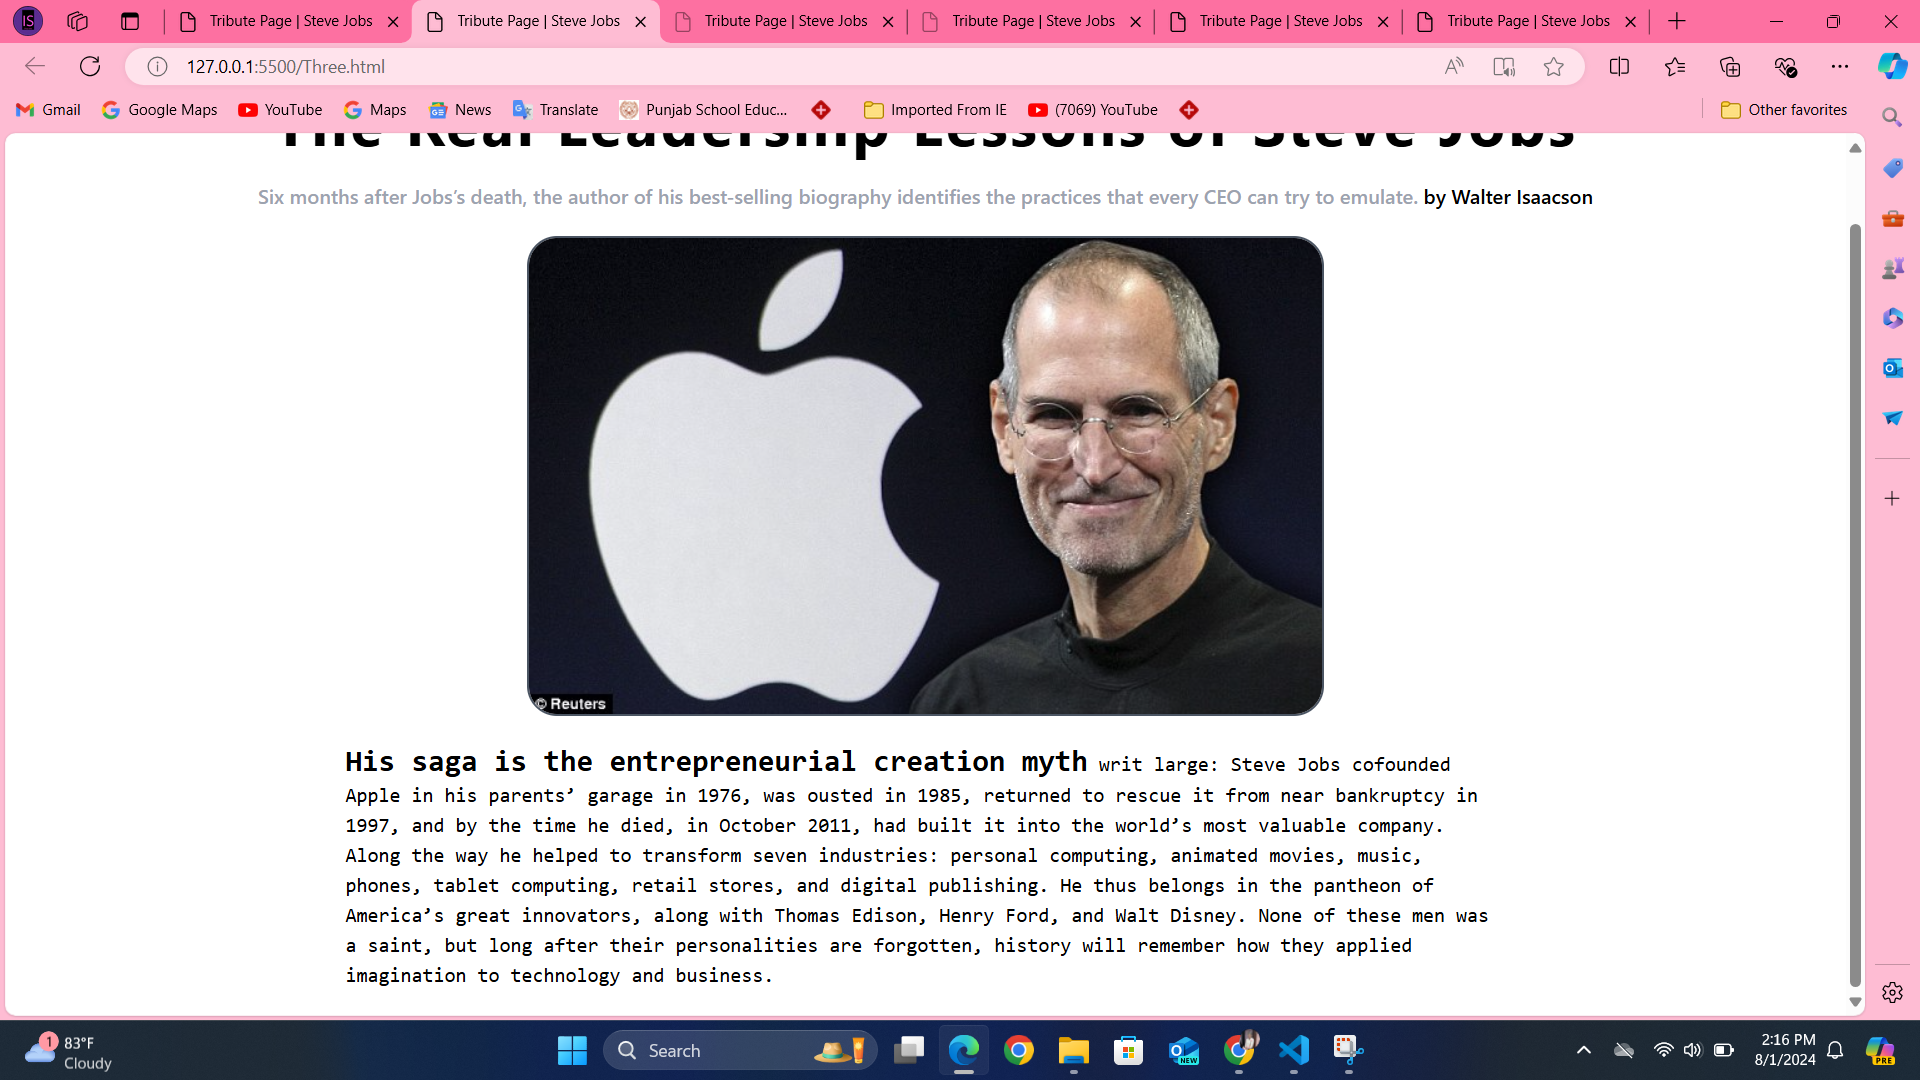 Tribute Page | Steve Jobs
Tribute Page | Steve Jobs
Tribute Page | Steve Jobs
Tribute Page | Steve Jobs
Tribute Page | Steve Jobs
Tribute Page | Steve Jobs
127.0.0.1:5500/Three.html
Gmail
Google Maps
YouTube
Maps
News
Translate
Punjab School Educ...
Imported From IE
(7069) YouTube
Other favorites
The Real Leadership Lessons of Steve Jobs
Six months after Jobs’s death, the author of his best-selling biography identifies the practices that every CEO can try to emulate. by Walter Isaacson
© Reuters
His saga is the entrepreneurial creation myth writ large: Steve Jobs cofounded
Apple in his parents’ garage in 1976, was ousted in 1985, returned to rescue it from near bankruptcy in
1997, and by the time he died, in October 2011, had built it into the world’s most valuable company.
Along the way he helped to transform seven industries: personal computing, animated movies, music,
phones, tablet computing, retail stores, and digital publishing. He thus belongs in the pantheon of
America’s great innovators, along with Thomas Edison, Henry Ford, and Walt Disney. None of these men was
a saint, but long after their personalities are forgotten, history will remember how they applied
imagination to technology and business.
1
83°F
Cloudy
Search
NEW
2:16 PM
8/1/2024
PRE